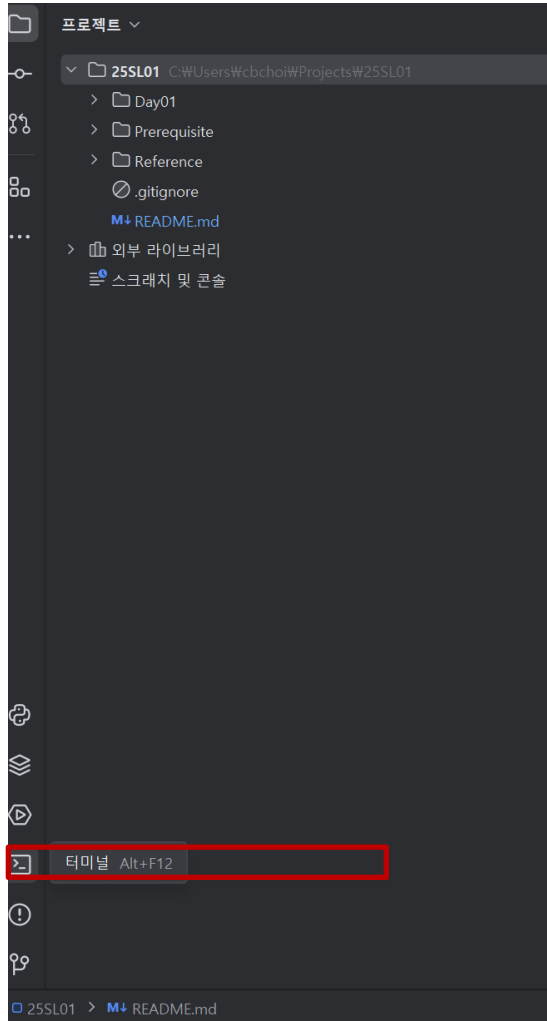 프로젝트
25SL01 C:₩Users₩cbchoi₩Projects₩25SL01
Day01
Prerequisite
Reference
.gitignore
M↓ README.md
외부 라이브러리
스크래치 및 콘솔
터미널 Alt+F12
25SL01 > M↓ README.md